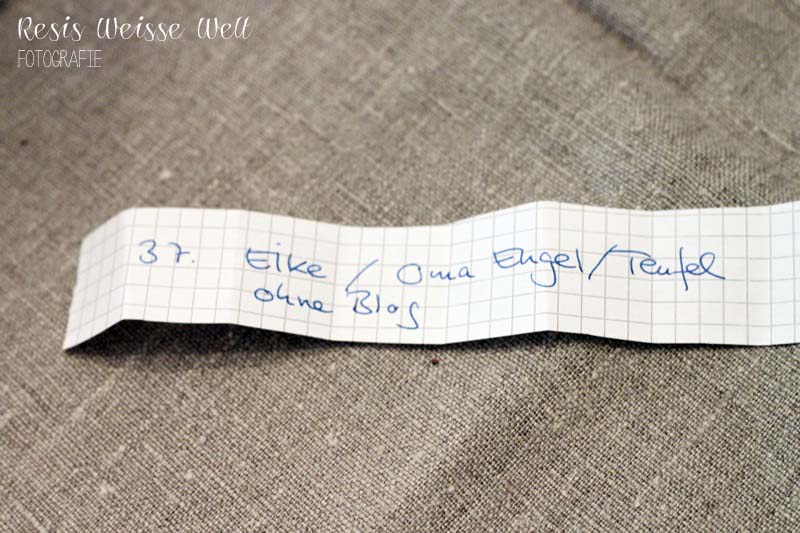 Resis Weisse Welt
FOTOGRAFIE
37. Eike / Oma Engel/Teufel
ohne Blog